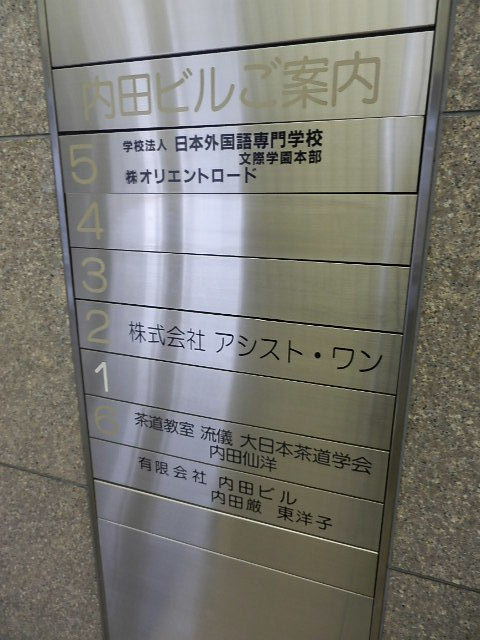 内田ビルご案内
5 学校法人 日本外国語専門学校
文際学園本部
㈱オリエントロード
4
3
2 株式会社 アシスト・ワン
1
6 茶道教室 流儀 大日本茶道学会
内田仙洋
有限会社 内田ビル
内田厳 東洋子